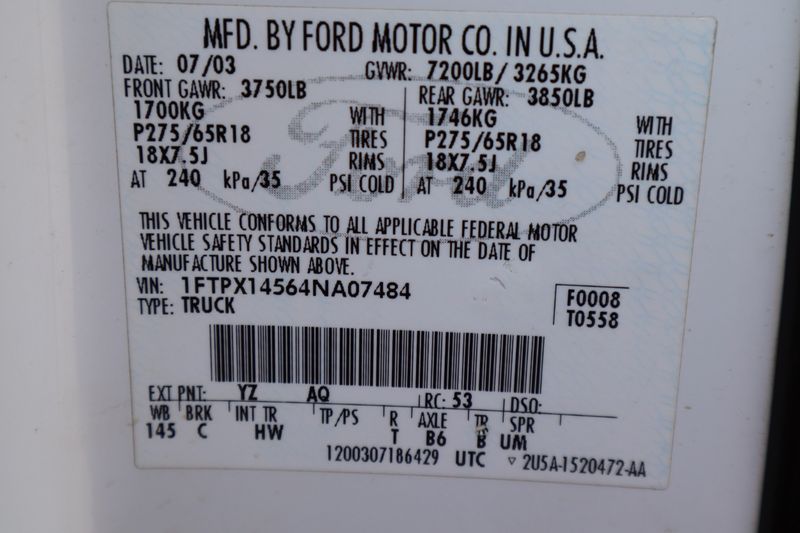 MFD. BY FORD MOTOR CO. IN U.S.A.
DATE: 07/03 GVWR: 7200LB/ 3265KG
FRONT GAWR: 3750LB REAR GAWR: 3850LB
1700KG WITH 1746KG WITH
P275/65R18 TIRES P275/65R18 TIRES
18X7.5J RIMS 18X7.5J RIMS
AT 240 kPa/35 PSI COLD AT 240 kPa/35 PSI COLD
Ford
THIS VEHICLE CONFORMS TO ALL APPLICABLE FEDERAL MOTOR
VEHICLE SAFETY STANDARDS IN EFFECT ON THE DATE OF
MANUFACTURE SHOWN ABOVE.
VIN: 1FTPX14564NA07484
TYPE: TRUCK
F0008
T0558
EXT PNT: YZ AQ RC: 53 DSO:
WB BRK INT TR TP/PS R AXLE TR SPR
145 C HW T B6 B UM
1200307186429 UTC ▽ 2U5A-1520472-AA